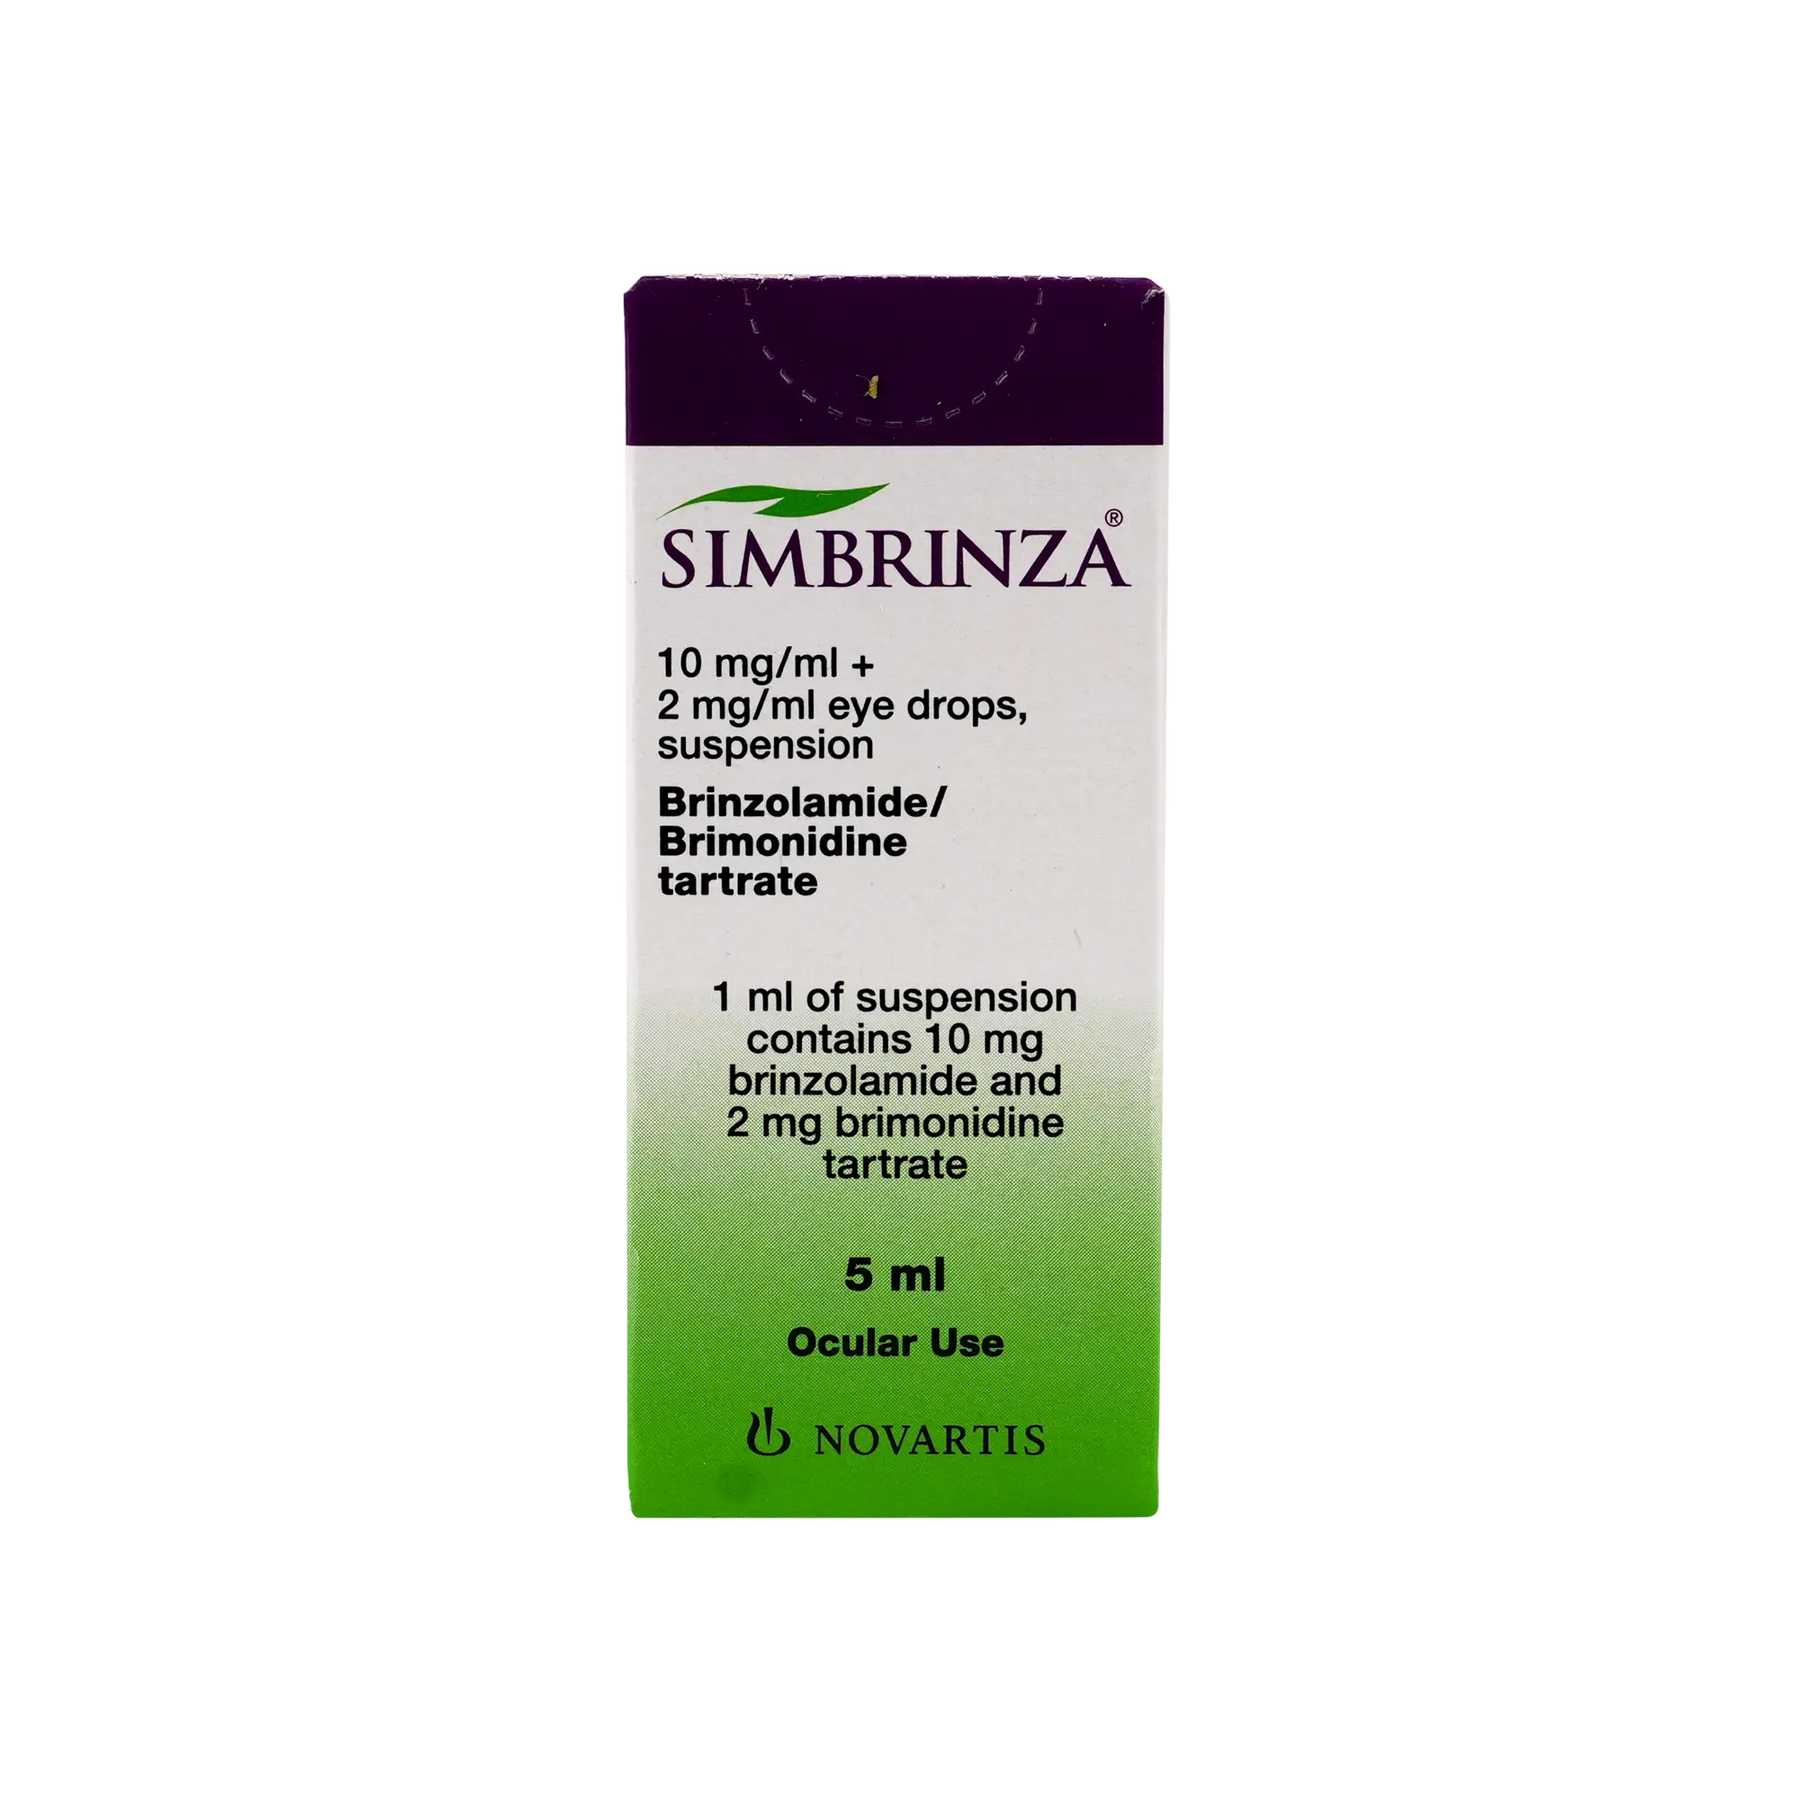 SIMBRINZA®
10 mg/ml +
2 mg/ml eye drops,
suspension
Brinzolamide/
Brimonidine
tartrate
1 ml of suspension
contains 10 mg
brinzolamide and
2 mg brimonidine
tartrate
5 ml
Ocular Use
NOVARTIS